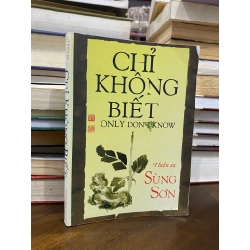 CHỈ
KHÔNG
BIẾT
ONLY DON'T KNOW
Thiền sư
SÙNG
SƠN